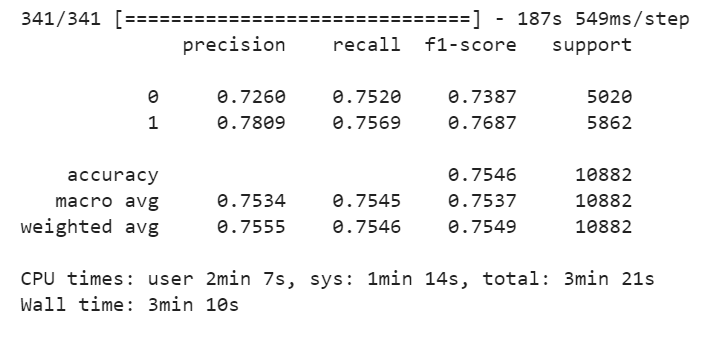 341/341 [==============================] - 187s 549ms/step
precision recall f1-score support
0 0.7260 0.7520 0.7387 5020
1 0.7809 0.7569 0.7687 5862
accuracy 0.7546 10882
macro avg 0.7534 0.7545 0.7537 10882
weighted avg 0.7555 0.7546 0.7549 10882
CPU times: user 2min 7s, sys: 1min 14s, total: 3min 21s
Wall time: 3min 10s